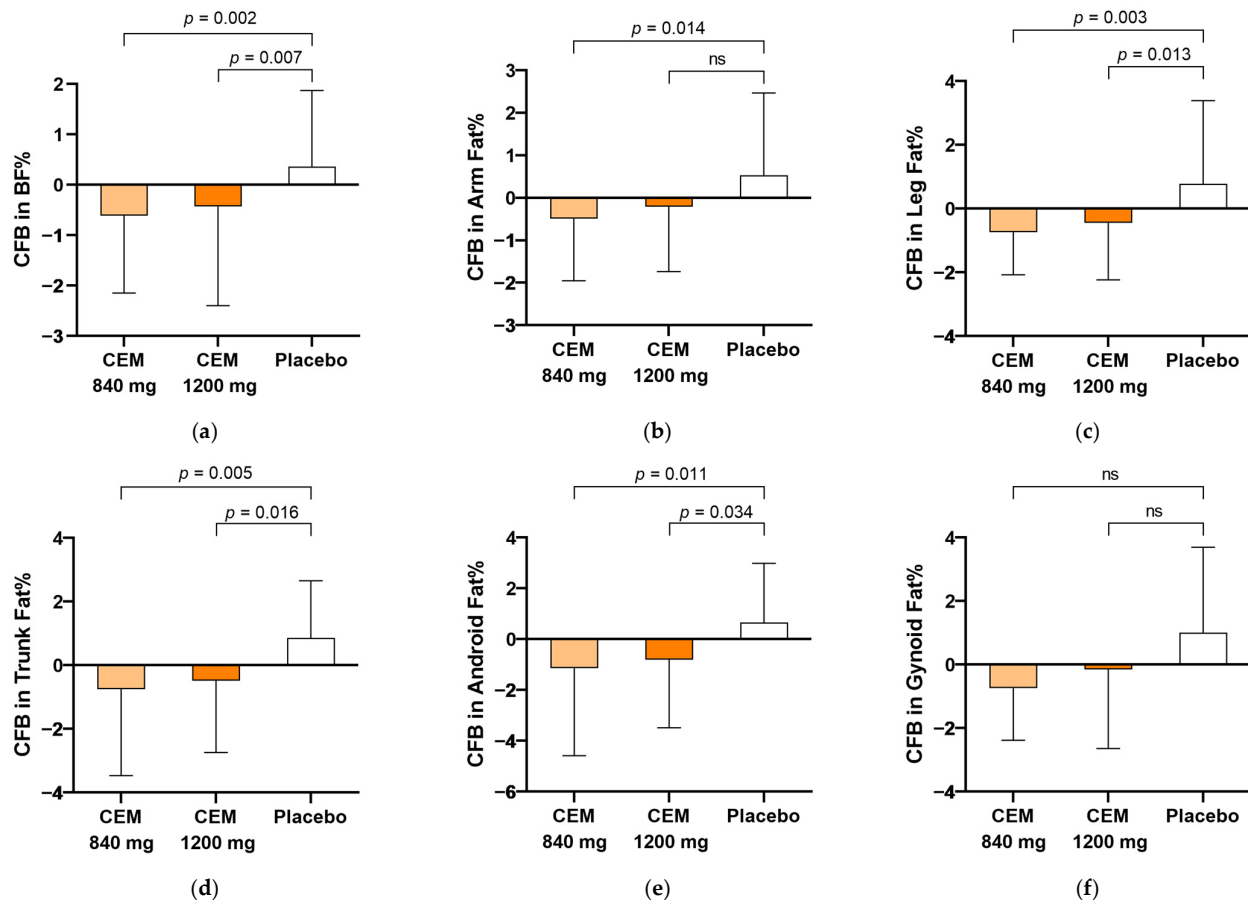 p = 0.002
p = 0.007
CFB in BF%
2
1
0
−1
−2
−3
CEM
840 mg
CEM
1200 mg
Placebo
(a)
p = 0.014
ns
CFB in Arm Fat%
3
2
1
0
−1
−2
−3
CEM
840 mg
CEM
1200 mg
Placebo
(b)
p = 0.003
p = 0.013
CFB in Leg Fat%
4
2
0
−2
−4
CEM
840 mg
CEM
1200 mg
Placebo
(c)
p = 0.005
p = 0.016
CFB in Trunk Fat%
4
2
0
−2
−4
CEM
840 mg
CEM
1200 mg
Placebo
(d)
p = 0.011
p = 0.034
CFB in Android Fat%
4
2
0
−2
−4
−6
CEM
840 mg
CEM
1200 mg
Placebo
(e)
ns
ns
CFB in Gynoid Fat%
4
2
0
−2
−4
CEM
840 mg
CEM
1200 mg
Placebo
(f)